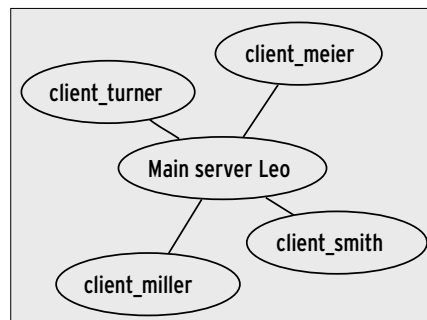 client_meier
client_turner
Main server Leo
client_smith
client_miller